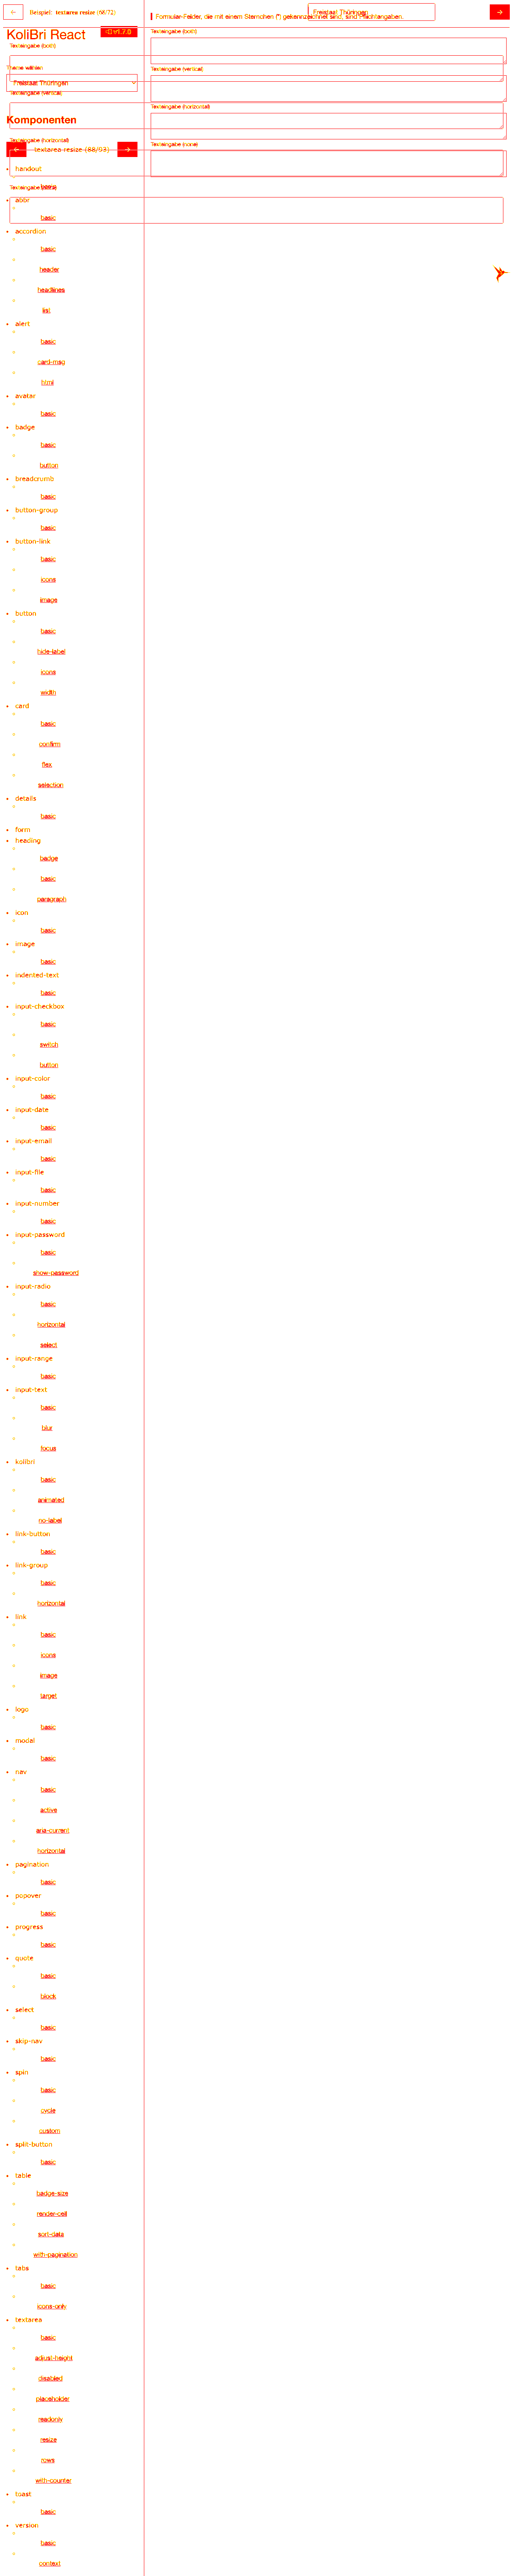 Beispiel: textarea resize (68/72)
Freistaat Thüringen
Formular-Felder, die mit einem Sternchen (*) gekennzeichnet sind, sind Pflichtangaben.
KoliBri React
v1.7.0
Texteingabe (both)
Texteingabe (both)
Theme wählen
Texteingabe (vertical)
Freistaat Thüringen
Texteingabe (vertical)
Texteingabe (horizontal)
Komponenten
Texteingabe (horizontal)
Texteingabe (none)
textarea resize (88/93)
handout
Texteingabe (none)
basic
abbr
basic
accordion
basic
header
headlines
list
alert
basic
card-msg
html
avatar
basic
badge
basic
button
breadcrumb
basic
button-group
basic
button-link
basic
icons
image
button
basic
hide-label
icons
width
card
basic
confirm
flex
selection
details
basic
form
heading
badge
basic
paragraph
icon
basic
image
basic
indented-text
basic
input-checkbox
basic
switch
button
input-color
basic
input-date
basic
input-email
basic
input-file
basic
input-number
basic
input-password
basic
show-password
input-radio
basic
horizontal
select
input-range
basic
input-text
basic
blur
focus
kolibri
basic
animated
no-label
link-button
basic
link-group
basic
horizontal
link
basic
icons
image
target
logo
basic
modal
basic
nav
basic
active
aria-current
horizontal
pagination
basic
popover
basic
progress
basic
quote
basic
block
select
basic
skip-nav
basic
spin
basic
cycle
custom
split-button
basic
table
badge-size
render-cell
sort-data
with-pagination
tabs
basic
icons-only
textarea
basic
adjust-height
disabled
placeholder
readonly
resize
rows
with-counter
toast
basic
version
basic
context